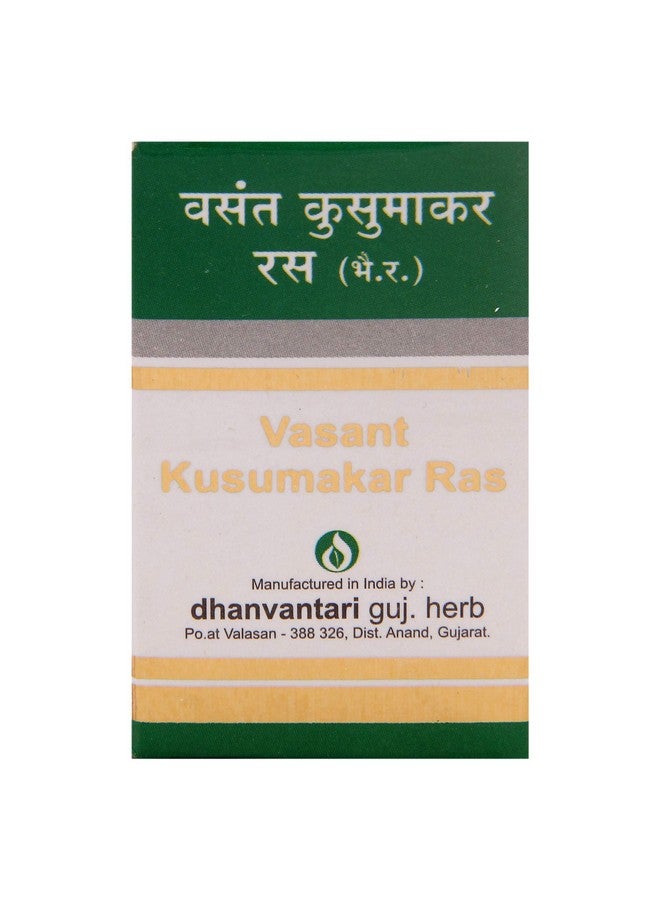 वसंत कुसुमाकर
रस (भै.र.)
Vasant
Kusumakar Ras
Manufactured in India by :
dhanvantari guj. herb
Po.at Valasan - 388 326, Dist. Anand, Gujarat.